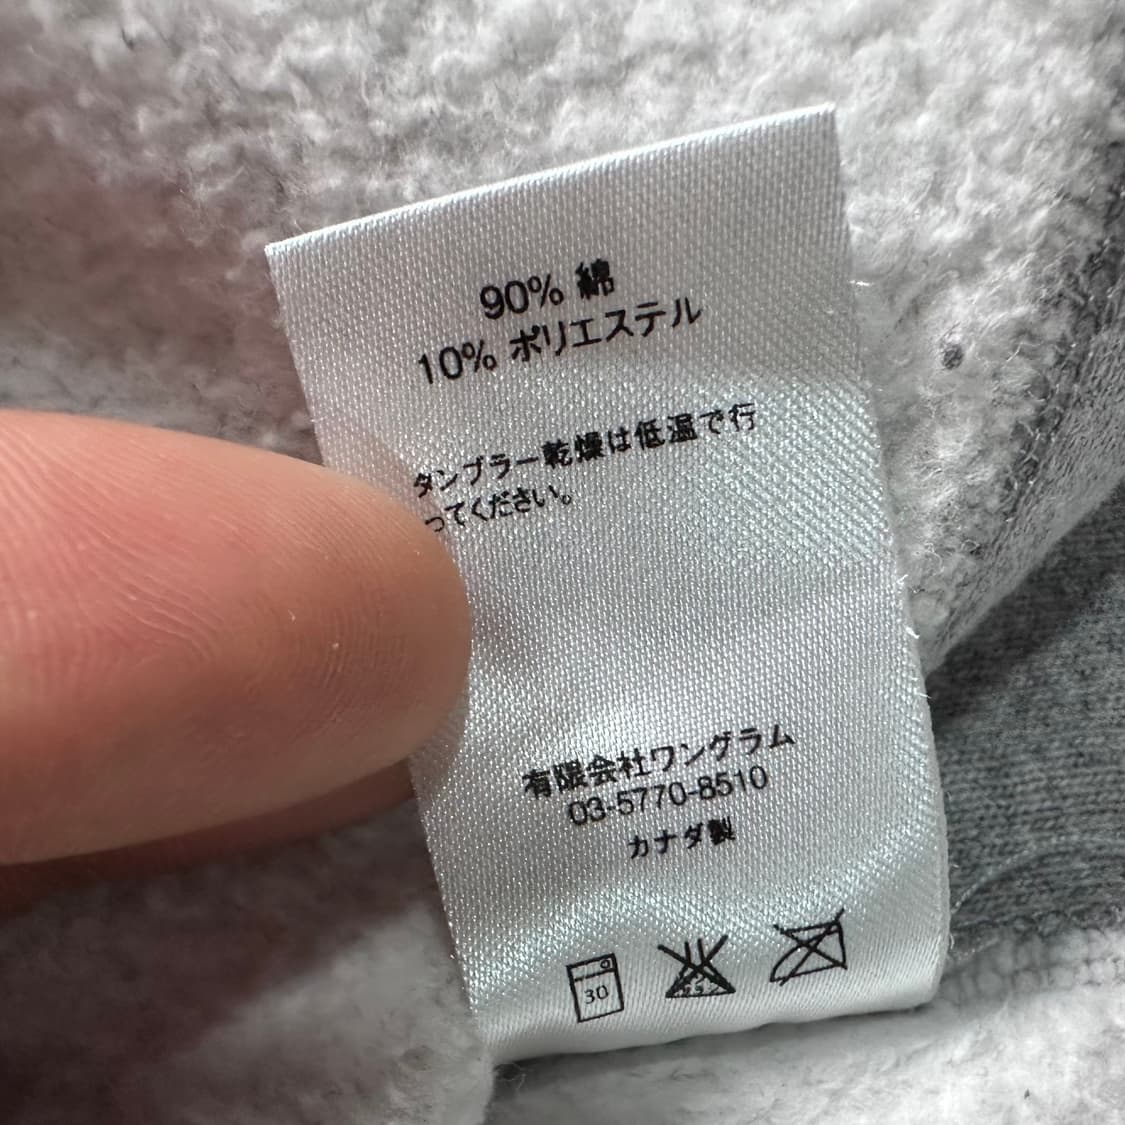 90% 綿
10% ポリエステル
タンブラー乾燥は低温で行
ってください。
有限会社ワングラム
03-5770-8510
カナダ製
30